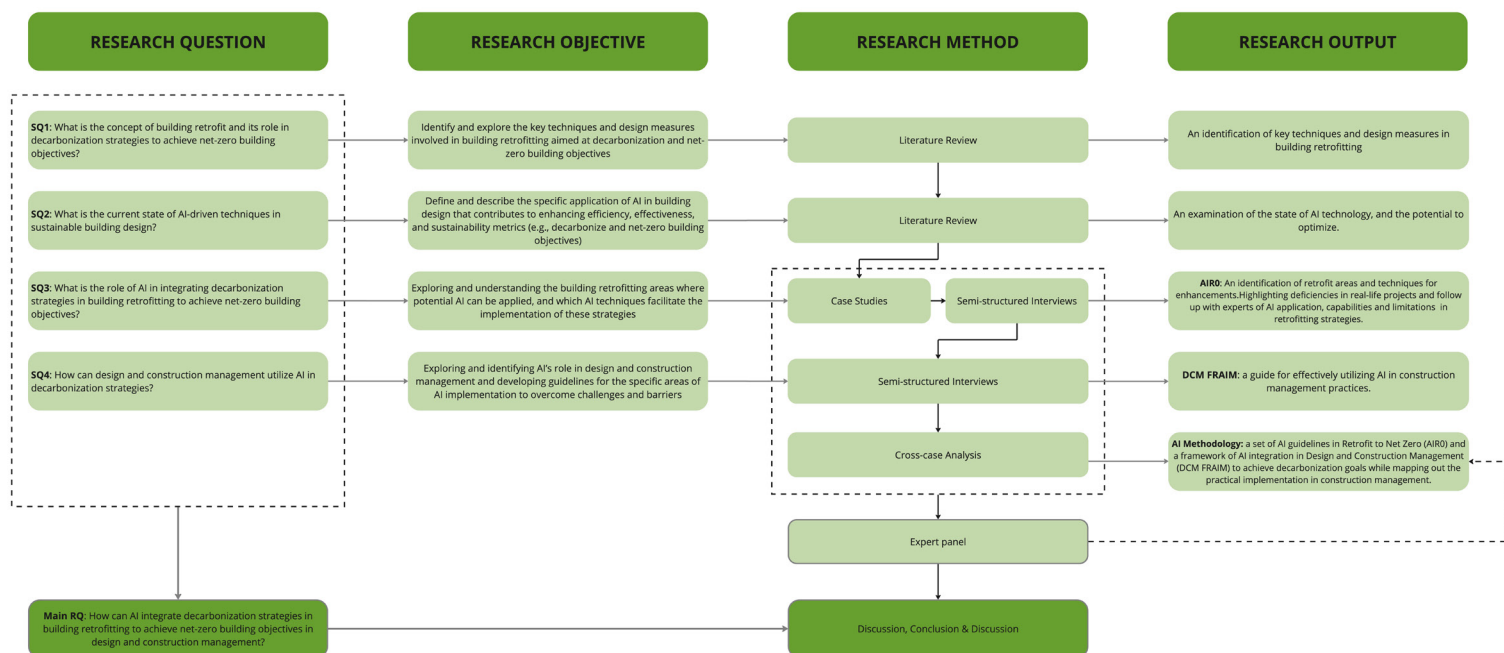 RESEARCH QUESTION
RESEARCH OBJECTIVE
RESEARCH METHOD
RESEARCH OUTPUT
SQ1: What is the concept of building retrofit and its role in
decarbonization strategies to achieve net-zero building
objectives?
Identify and explore the key techniques and design measures
involved in building retrofitting aimed at decarbonization and net-
zero building objectives
Literature Review
An identification of key techniques and design measures in
building retrofitting
SQ2: What is the current state of AI-driven techniques in
sustainable building design?
Define and describe the specific application of AI in building
design that contributes to enhancing efficiency, effectiveness,
and sustainability metrics (e.g., decarbonize and net-zero building
objectives)
Literature Review
An examination of the state of AI technology, and the potential to
optimize.
SQ3: What is the role of AI in integrating decarbonization
strategies in building retrofitting to achieve net-zero building
objectives?
Exploring and understanding the building retrofitting areas where
potential AI can be applied, and which AI techniques facilitate the
implementation of these strategies
Case Studies
Semi-structured Interviews
AIR0: An identification of retrofit areas and techniques for
enhancements.Highlighting deficiencies in real-life projects and follow
up with experts of AI application, capabilities and limitations in
retrofitting strategies.
SQ4: How can design and construction management utilize AI in
decarbonization strategies?
Exploring and identifying AI's role in design and construction
management and developing guidelines for the specific areas of
AI implementation to overcome challenges and barriers
Semi-structured Interviews
DCM FRAIM: a guide for effectively utilizing AI in construction
management practices.
Cross-case Analysis
AI Methodology: a set of AI guidelines in Retrofit to Net Zero (AIR0) and
a framework of AI integration in Design and Construction Management
(DCM FRAIM) to achieve decarbonization goals while mapping out the
practical implementation in construction management.
Expert panel
Main RQ: How can AI integrate decarbonization strategies in
building retrofitting to achieve net-zero building objectives in
design and construction management?
Discussion, Conclusion & Discussion